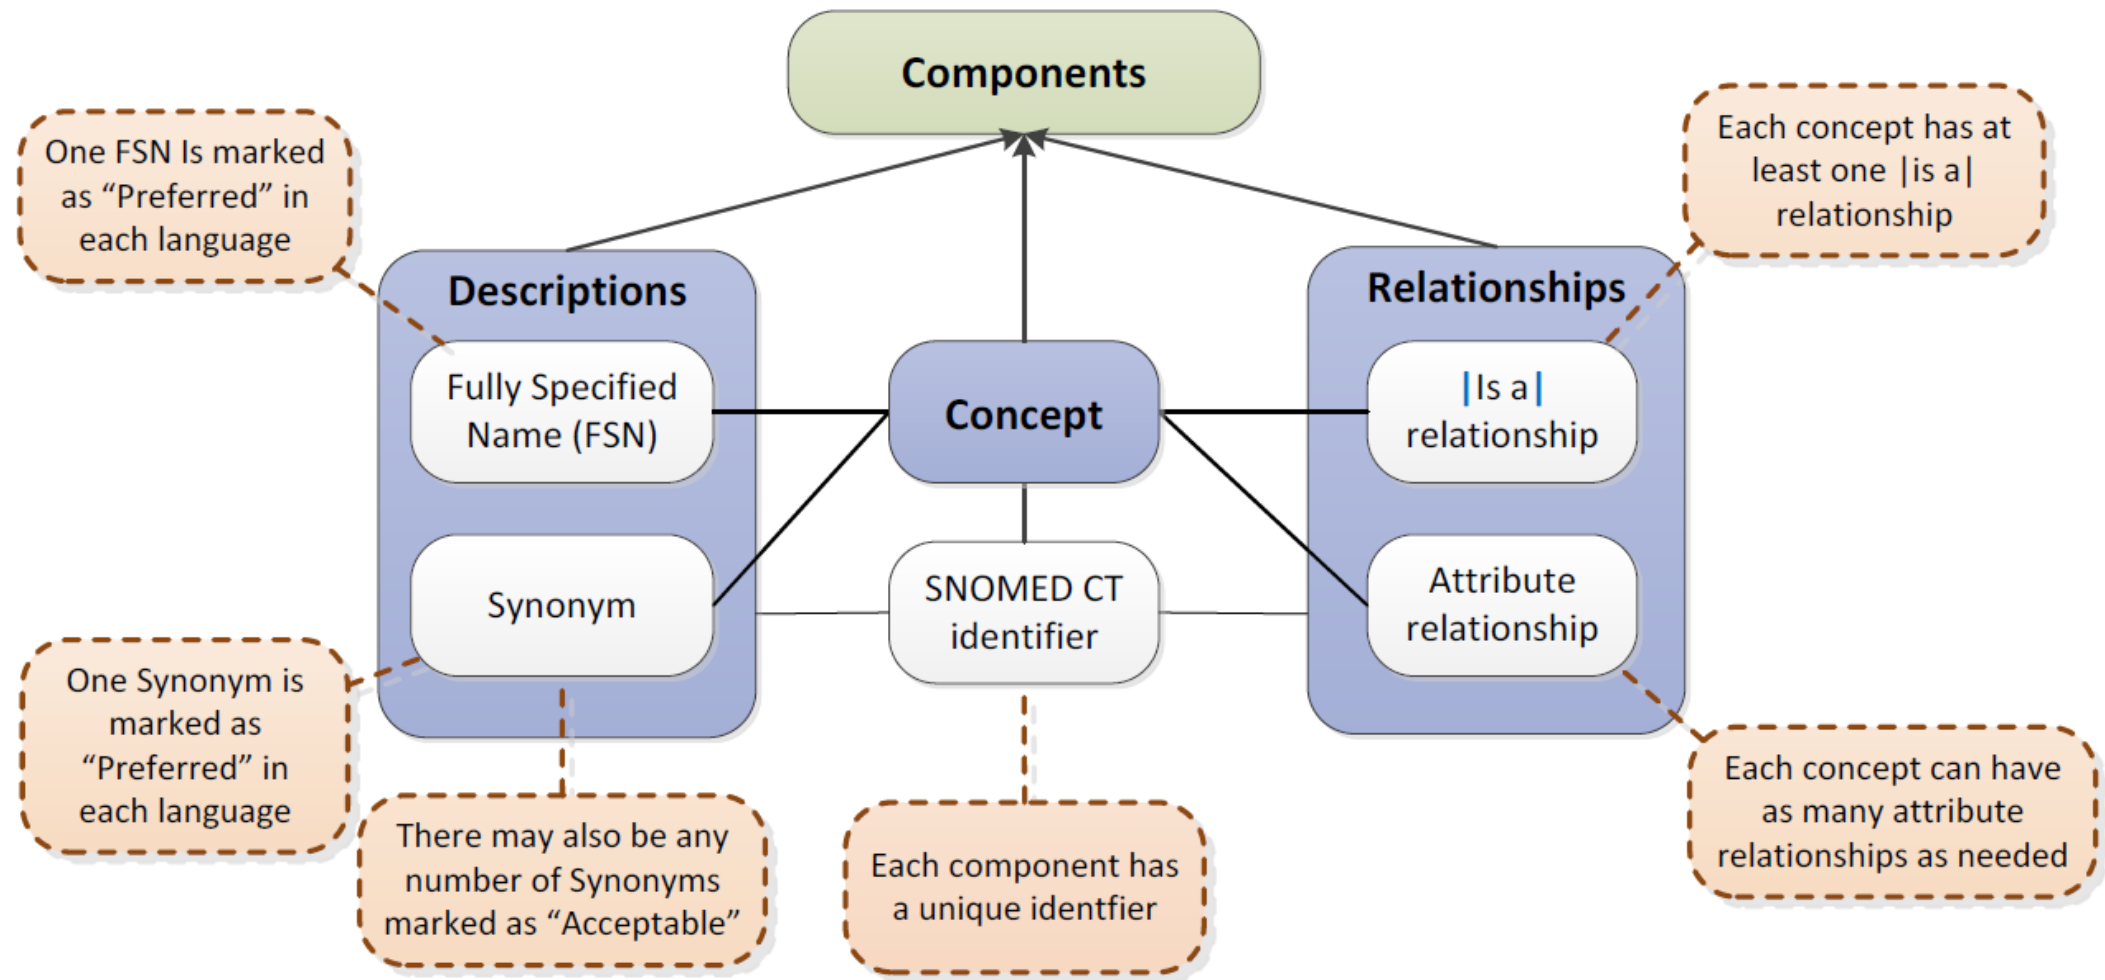 Components
One FSN Is marked
as “Preferred” in
each language
Each concept has at
least one |is a|
relationship
Descriptions
Relationships
Fully Specified
Name (FSN)
Concept
|Is a|
relationship
Synonym
SNOMED CT
identifier
Attribute
relationship
One Synonym is
marked as
“Preferred” in
each language
There may also be any
number of Synonyms
marked as “Acceptable”
Each component has
a unique identfier
Each concept can have
as many attribute
relationships as needed